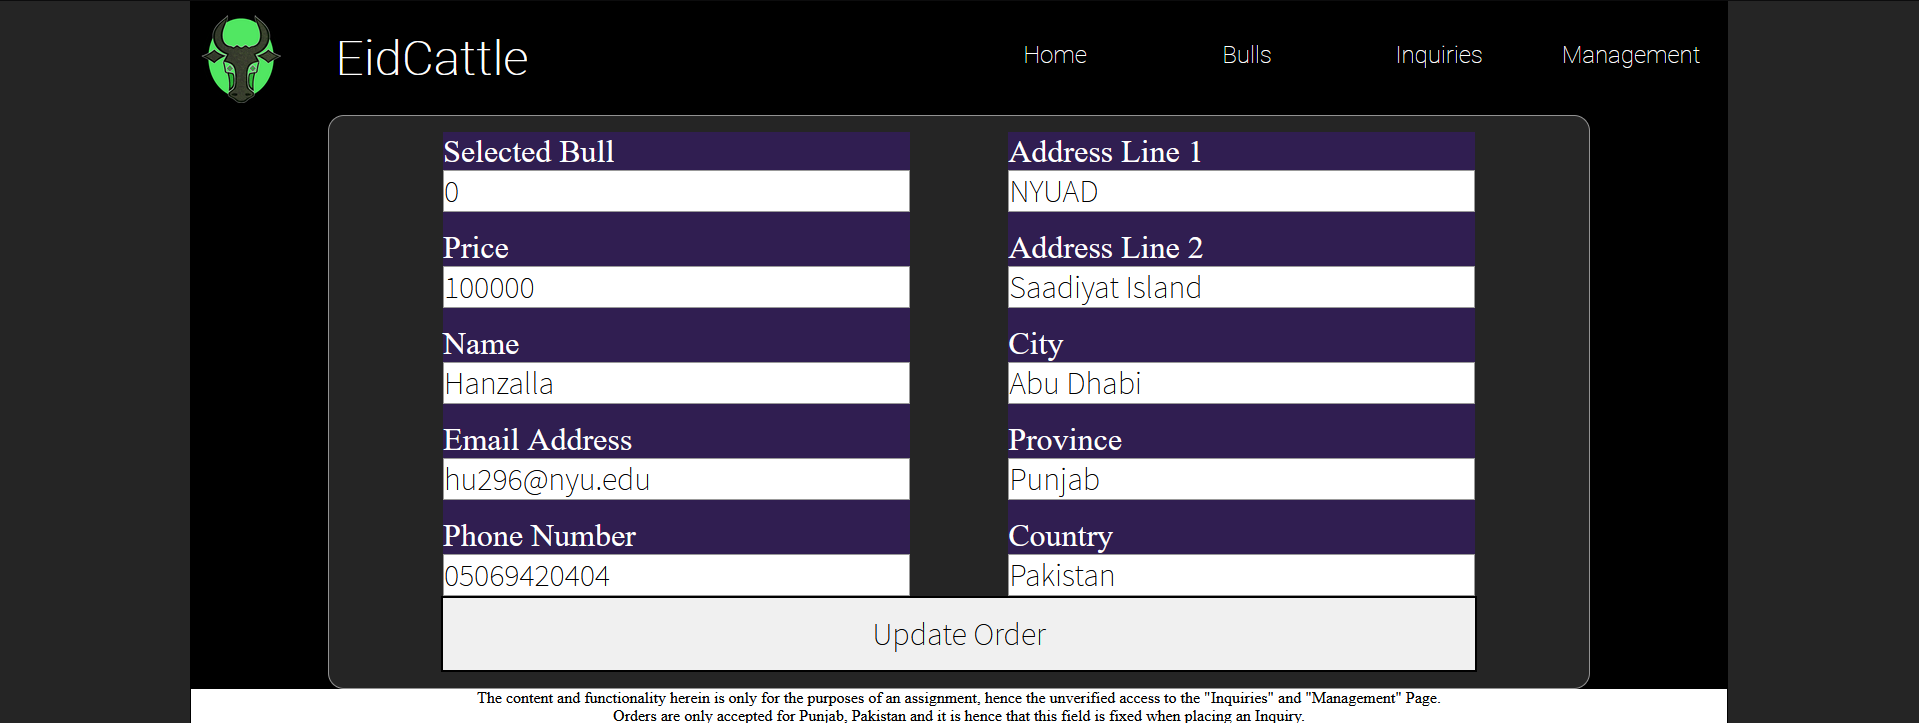 EidCattle
Home Bulls Inquiries Management
Selected Bull
0
Price
100000
Name
Hanzalla
Email Address
hu296@nyu.edu
Phone Number
05069420404
Address Line 1
NYUAD
Address Line 2
Saadiyat Island
City
Abu Dhabi
Province
Punjab
Country
Pakistan
Update Order
The content and functionality herein is only for the purposes of an assignment, hence the unverified access to the "Inquiries" and "Management" Page.
Orders are only accepted for Punjab, Pakistan and it is hence that this field is fixed when placing an Inquiry.